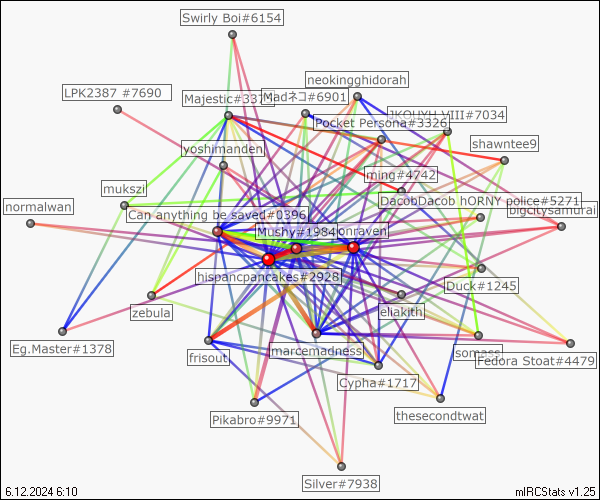 Swirly Boi#6154
neokingghidorah
LPK2387 #7690
Majestic#337
Madネコ#6901
VIII#7034
Pocket Persona#3326
shawntee9
yoshimanden
ming#4742
mukszi
DacobDacob hORNY police#5271
normalwan
bigcitysamurai
Can anything be saved#0396
Mushy#1984
onraven
hispancpancakes#2928
Duck#1245
zebula
eliakith
Eg.Master#1378
marcemadness
somass
frisout
Fedora Stoat#4479
Cypha#1717
Pikabro#9971
thesecondtwat
Silver#7938
6.12.2024 6:10
mIRCStats v1.25